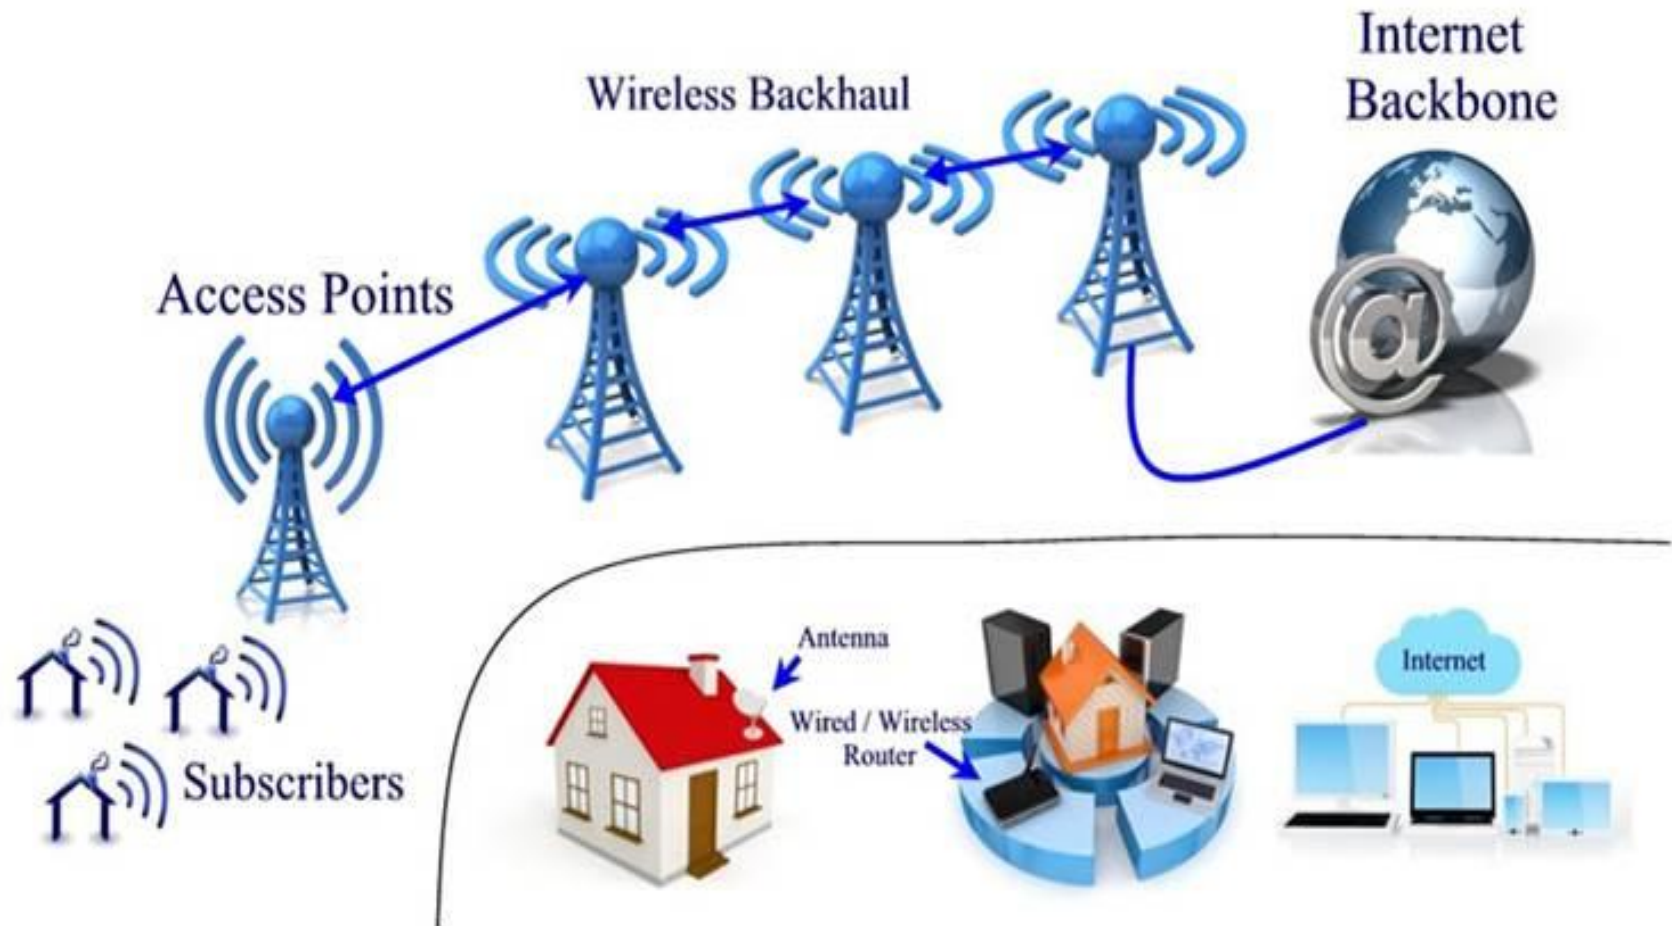 Internet
Backbone
Wireless Backhaul
Access Points
@
Subscribers
Antenna
Wired / Wireless
Router
Internet